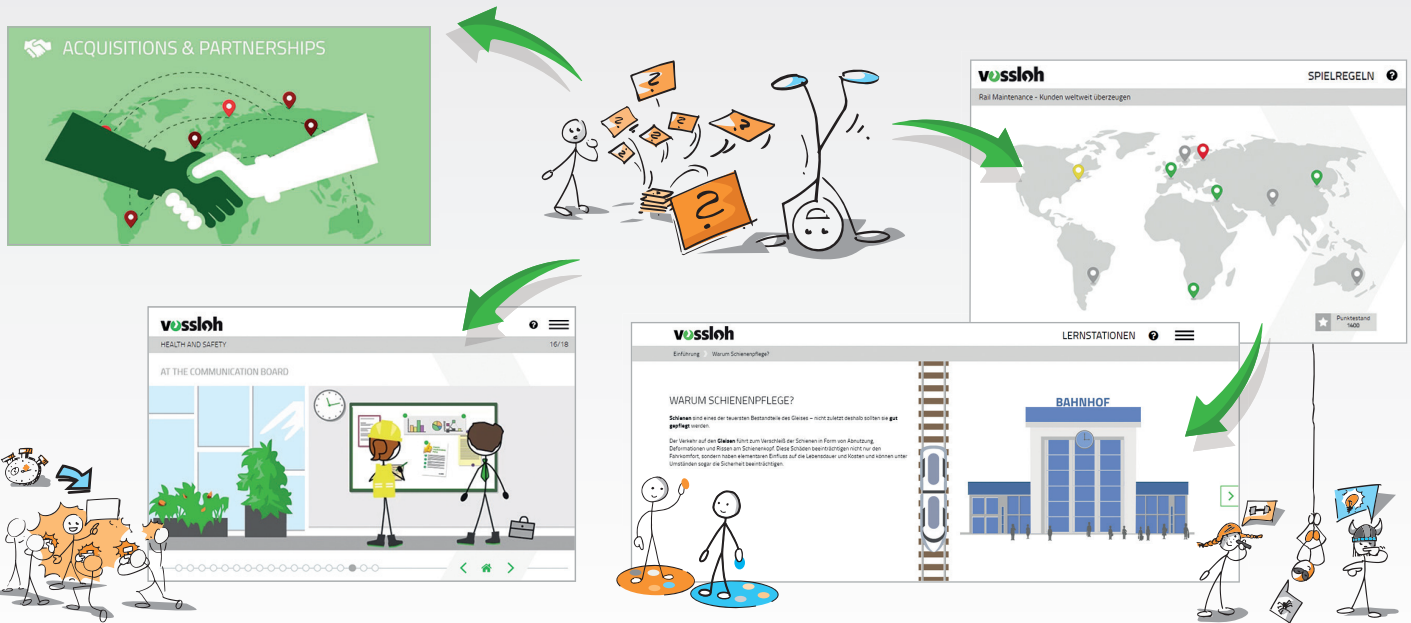 ACQUISITIONS & PARTNERSHIPS
vossloh
SPIELREGELN ?
Rail Maintenance - Kunden weltweit überzeugen
Punktestand
1400
vossloh
?
HEALTH AND SAFETY
16/18
AT THE COMMUNICATION BOARD
vossloh
LERNSTATIONEN ?
Einführung
Warum Schienenpflege?
WARUM SCHIENENPFLEGE?
Schienen sind eines der teuersten Bestandteile des Gleises – nicht zuletzt deshalb sollten sie gut
gepflegt werden.
Der Verkehr auf den Gleisen führt zum Verschleiß der Schienen in Form von Abnutzung,
Deformationen und Rissen am Schienenkopf. Diese Schäden beeinträchtigen nicht nur den
Fahrkomfort, sondern haben elementaren Einfluss auf die Lebensdauer und Kosten und können unter
Umständen sogar die Sicherheit beeinträchtigen.
BAHNHOF